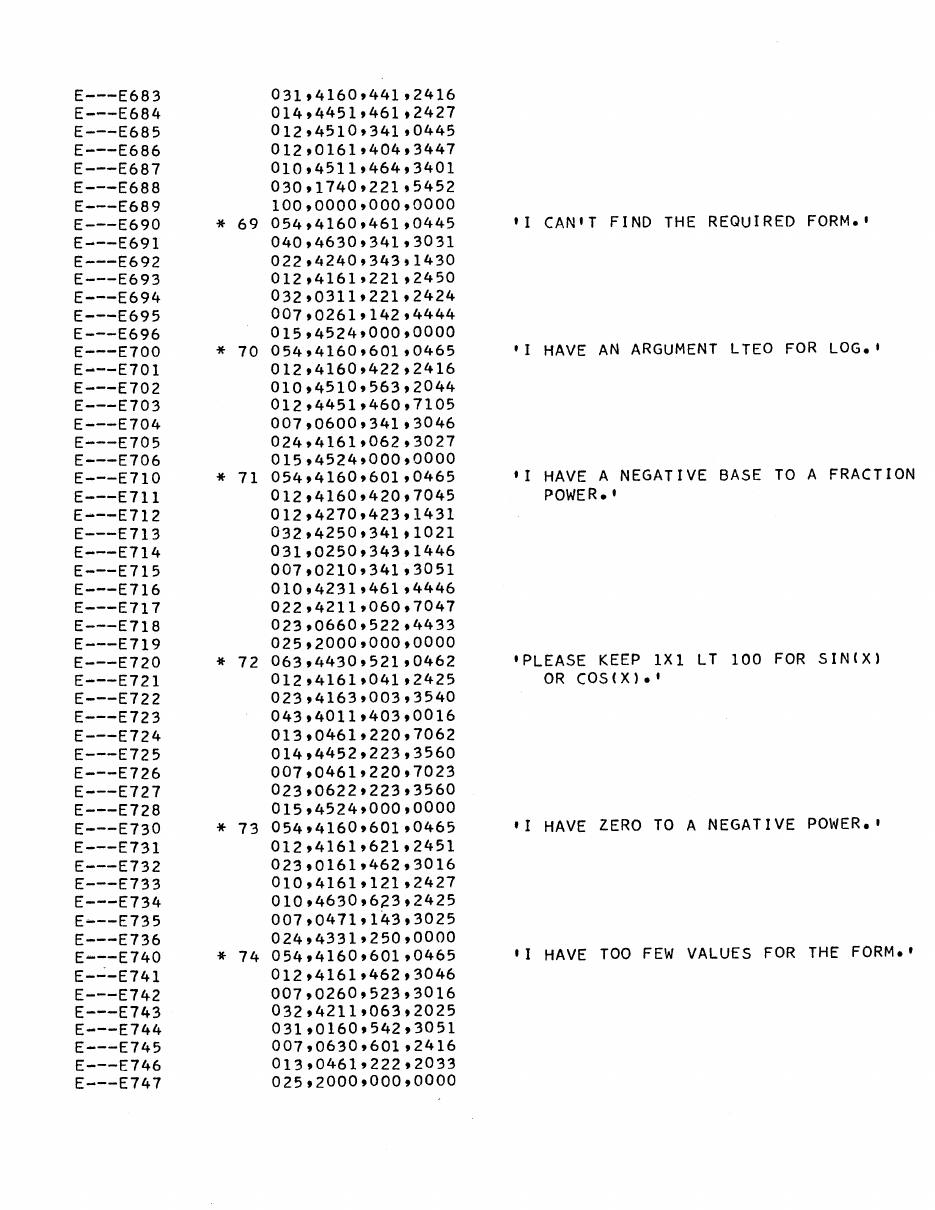 E---E683 031,4160,441,2416
E---E684 014,4451,461,2427
E---E685 012,4510,341,0445
E---E686 012,0161,404,3447
E---E687 010,4511,464,3401
E---E688 030,1740,221,5452
E---E689 100,0000,000,0000
E---E690 * 69 054,4160,461,0445 'I CAN'T FIND THE REQUIRED FORM.'
E---E691 040,4630,341,3031
E---E692 022,4240,343,1430
E---E693 012,4161,221,2450
E---E694 032,0311,221,2424
E---E695 007,0261,142,4444
E---E696 015,4524,000,0000
E---E700 * 70 054,4160,601,0465 'I HAVE AN ARGUMENT LTEO FOR LOG.'
E---E701 012,4160,422,2416
E---E702 010,4510,563,2044
E---E703 012,4451,460,7105
E---E704 007,0600,341,3046
E---E705 024,4161,062,3027
E---E706 015,4524,000,0000
E---E710 * 71 054,4160,601,0465 'I HAVE A NEGATIVE BASE TO A FRACTION
E---E711 012,4160,420,7045 POWER.'
E---E712 012,4270,423,1431
E---E713 032,4250,341,1021
E---E714 031,0250,343,1446
E---E715 007,0210,341,3051
E---E716 010,4231,461,4446
E---E717 022,4211,060,7047
E---E718 023,0660,522,4433
E---E719 025,2000,000,0000
E---E720 * 72 063,4430,521,0462 'PLEASE KEEP 1X1 LT 100 FOR SIN(X)
E---E721 012,4161,041,2425 OR COS(X).'
E---E722 023,4163,003,3540
E---E723 043,4011,403,0016
E---E724 013,0461,220,7062
E---E725 014,4452,223,3560
E---E726 007,0461,220,7023
E---E727 023,0622,223,3560
E---E728 015,4524,000,0000
E---E730 * 73 054,4160,601,0465 'I HAVE ZERO TO A NEGATIVE POWER.'
E---E731 012,4161,621,2451
E---E732 023,0161,462,3016
E---E733 010,4161,121,2427
E---E734 010,4630,623,2425
E---E735 007,0471,143,3025
E---E736 024,4331,250,0000
E---E740 * 74 054,4160,601,0465 'I HAVE TOO FEW VALUES FOR THE FORM.'
E---E741 012,4161,462,3046
E---E742 007,0260,523,3016
E---E743 032,4211,063,2025
E---E744 031,0160,542,3051
E---E745 007,0630,601,2416
E---E746 013,0461,222,2033
E---E747 025,2000,000,0000